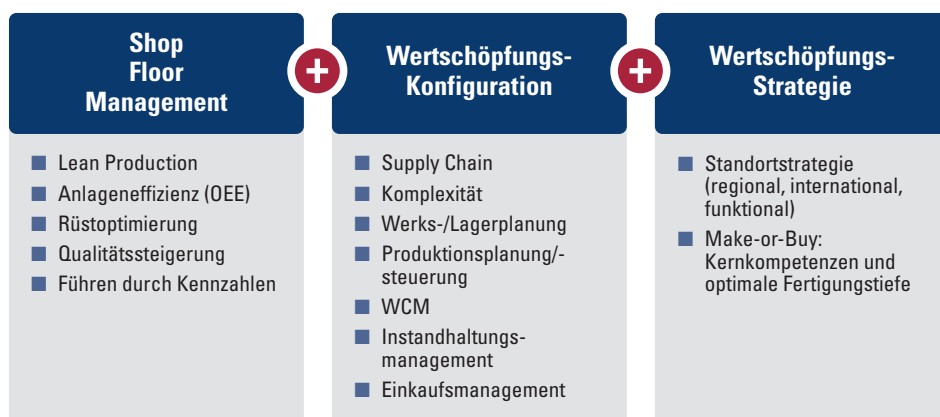 Shop
Floor
Management
+
Wertschöpfungs-
Konfiguration
+
Wertschöpfungs-
Strategie
Lean Production
Anlageneffizienz (OEE)
Rüstoptimierung
Qualitätssteigerung
Führen durch Kennzahlen
Supply Chain
Komplexität
Werks-/Lagerplanung
Produktionsplanung/-
steuerung
WCM
Instandhaltungs-
management
Einkaufsmanagement
Standortstrategie
(regional, international,
funktional)
Make-or-Buy:
Kernkompetenzen und
optimale Fertigungstiefe